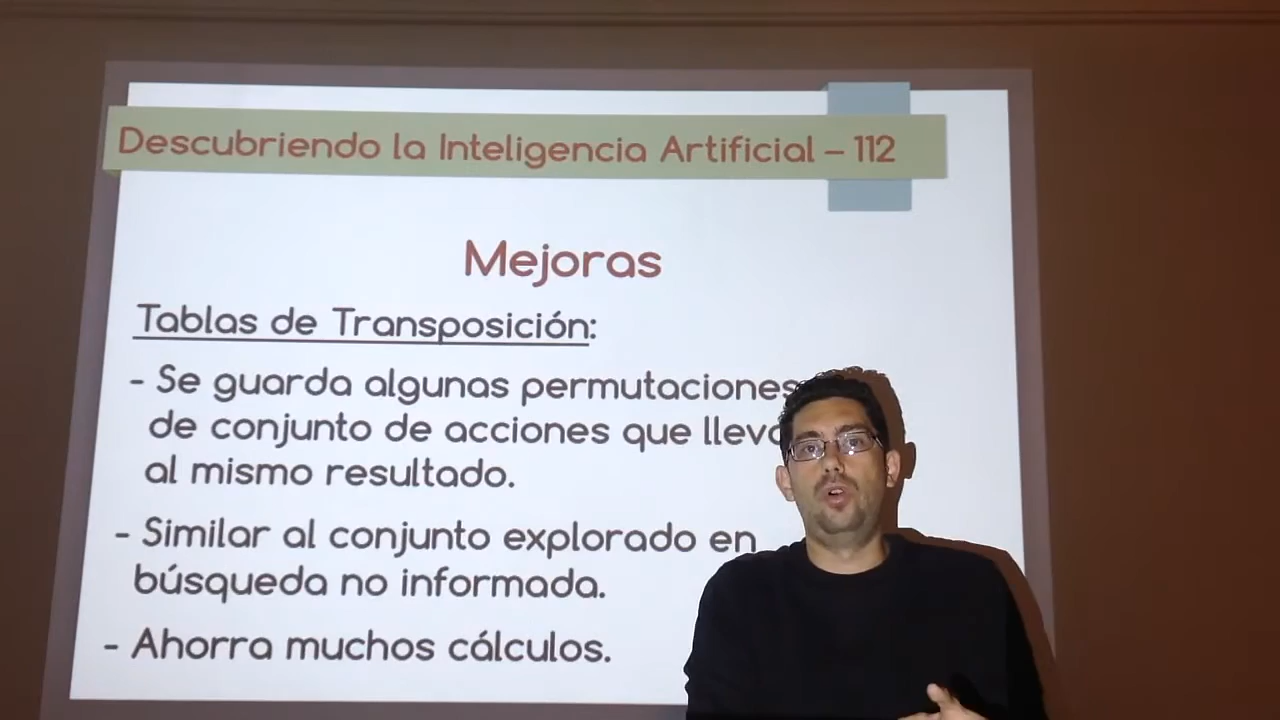 Descubriendo la Inteligencia Artificial – 112
Mejoras
Tablas de Transposición:
- Se guarda algunas permutaciones
de conjunto de acciones que
al mismo resultado.
- Similar al conjunto explorado en
búsqueda no informada.
- Ahorra muchos cálculos.